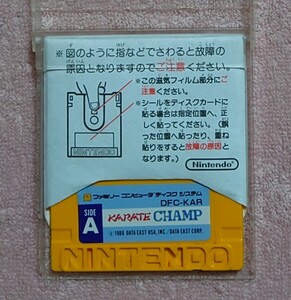 ※図のように指などでさわると故障の
原因となりますのでご注意ください。
※この磁気フィルム部分にご
注意ください。
※シールをディスクカードに
貼る場合は指定位置へ、正
しく貼ってください。(誤
った位置へ貼ったり、重ね
貼りをすると故障の原因と
なります。)
Nintendo
ファミリー コンピュータ ディスク システム
DFC-KAR
SIDE
A
KARATE CHAMP
© 1986 DATA EAST USA, INC./ DATA EAST CORP.
NINTENDO